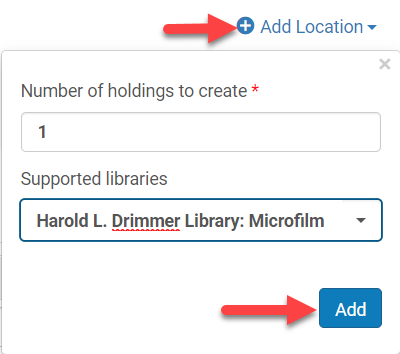 Add Location
×
Number of holdings to create *
1
Supported libraries
Harold L. Drimmer Library: Microfilm
Add